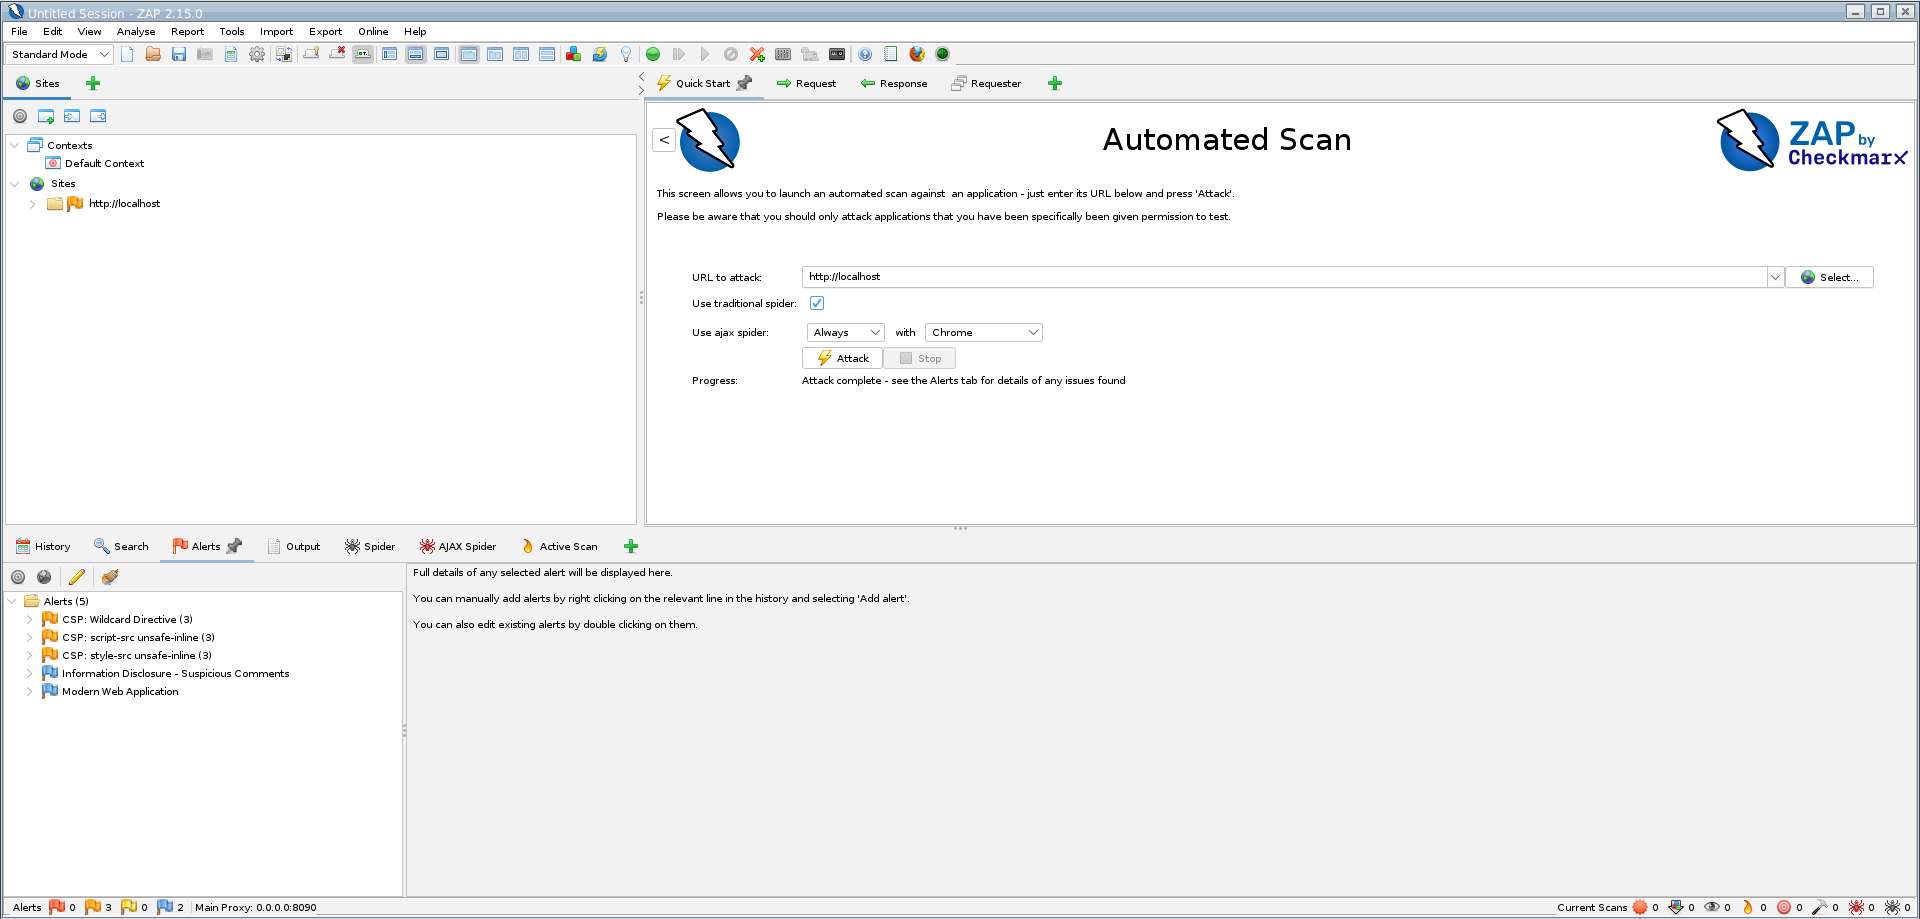 Untitled Session - ZAP 2.15.0
File Edit View Analyse Report Tools Import Export Online Help
Standard Mode
Sites
Quick Start Request Response Requester
Contexts
Default Context
Sites
http://localhost
<
Automated Scan
ZAP by
Checkmarx
This screen allows you to launch an automated scan against  an application - just enter its URL below and press 'Attack'.
Please be aware that you should only attack applications that you have been specifically been given permission to test.
URL to attack: http://localhost Select...
Use traditional spider:
Use ajax spider: Always with Chrome
Attack Stop
Progress: Attack complete - see the Alerts tab for details of any issues found
History Search Alerts Output Spider AJAX Spider Active Scan
Alerts (5)
CSP: Wildcard Directive (3)
CSP: script-src unsafe-inline (3)
CSP: style-src unsafe-inline (3)
Information Disclosure - Suspicious Comments
Modern Web Application
Full details of any selected alert will be displayed here.
You can manually add alerts by right clicking on the relevant line in the history and selecting 'Add alert'.
You can also edit existing alerts by double clicking on them.
Alerts 0 3 0 2 Main Proxy: 0.0.0.0:8090
Current Scans 0 0 0 0 0 0 0 0